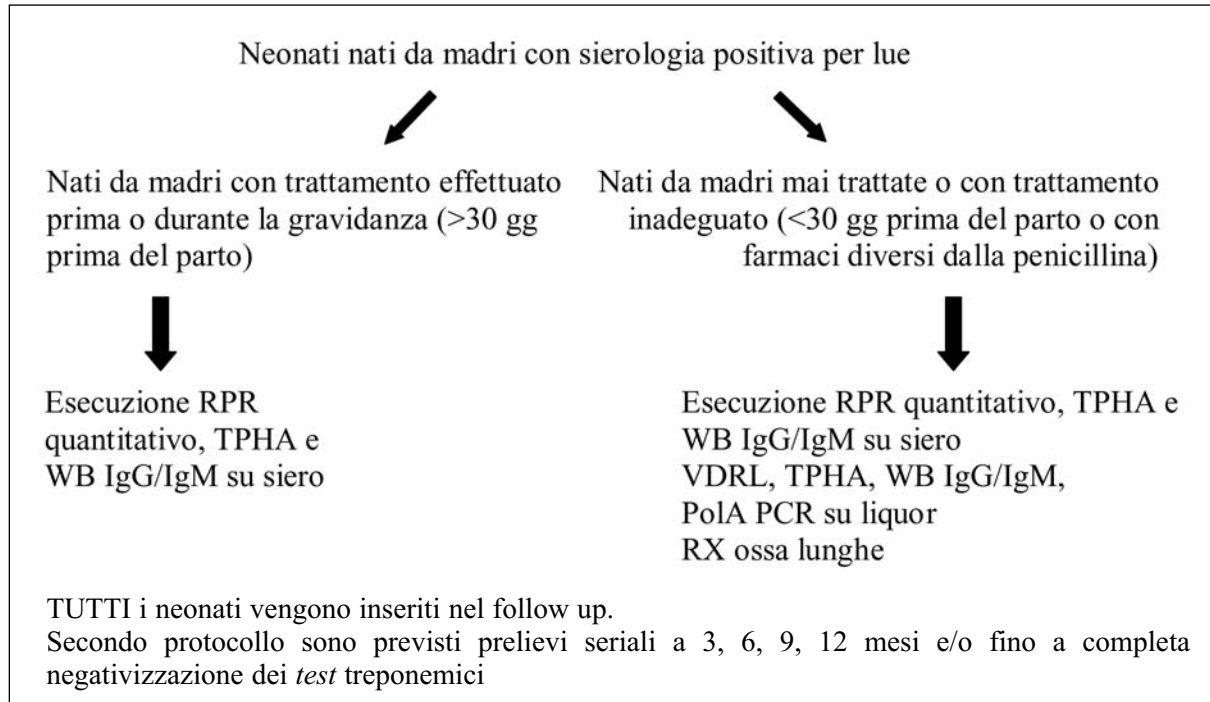 Neonati nati da madri con sierologia positiva per lue
Nati da madri con trattamento effettuato
prima o durante la gravidanza (>30 gg
prima del parto)
Nati da madri mai trattate o con trattamento
inadeguato (<30 gg prima del parto o con
farmaci diversi dalla penicillina)
Esecuzione RPR
quantitativo, TPHA e
WB IgG/IgM su siero
Esecuzione RPR quantitativo, TPHA e
WB IgG/IgM su siero
VDRL, TPHA, WB IgG/IgM,
PolA PCR su liquor
RX ossa lunghe
TUTTI i neonati vengono inseriti nel follow up.
Secondo protocollo sono previsti prelievi seriali a 3, 6, 9, 12 mesi e/o fino a completa
negativizzazione dei test treponemici